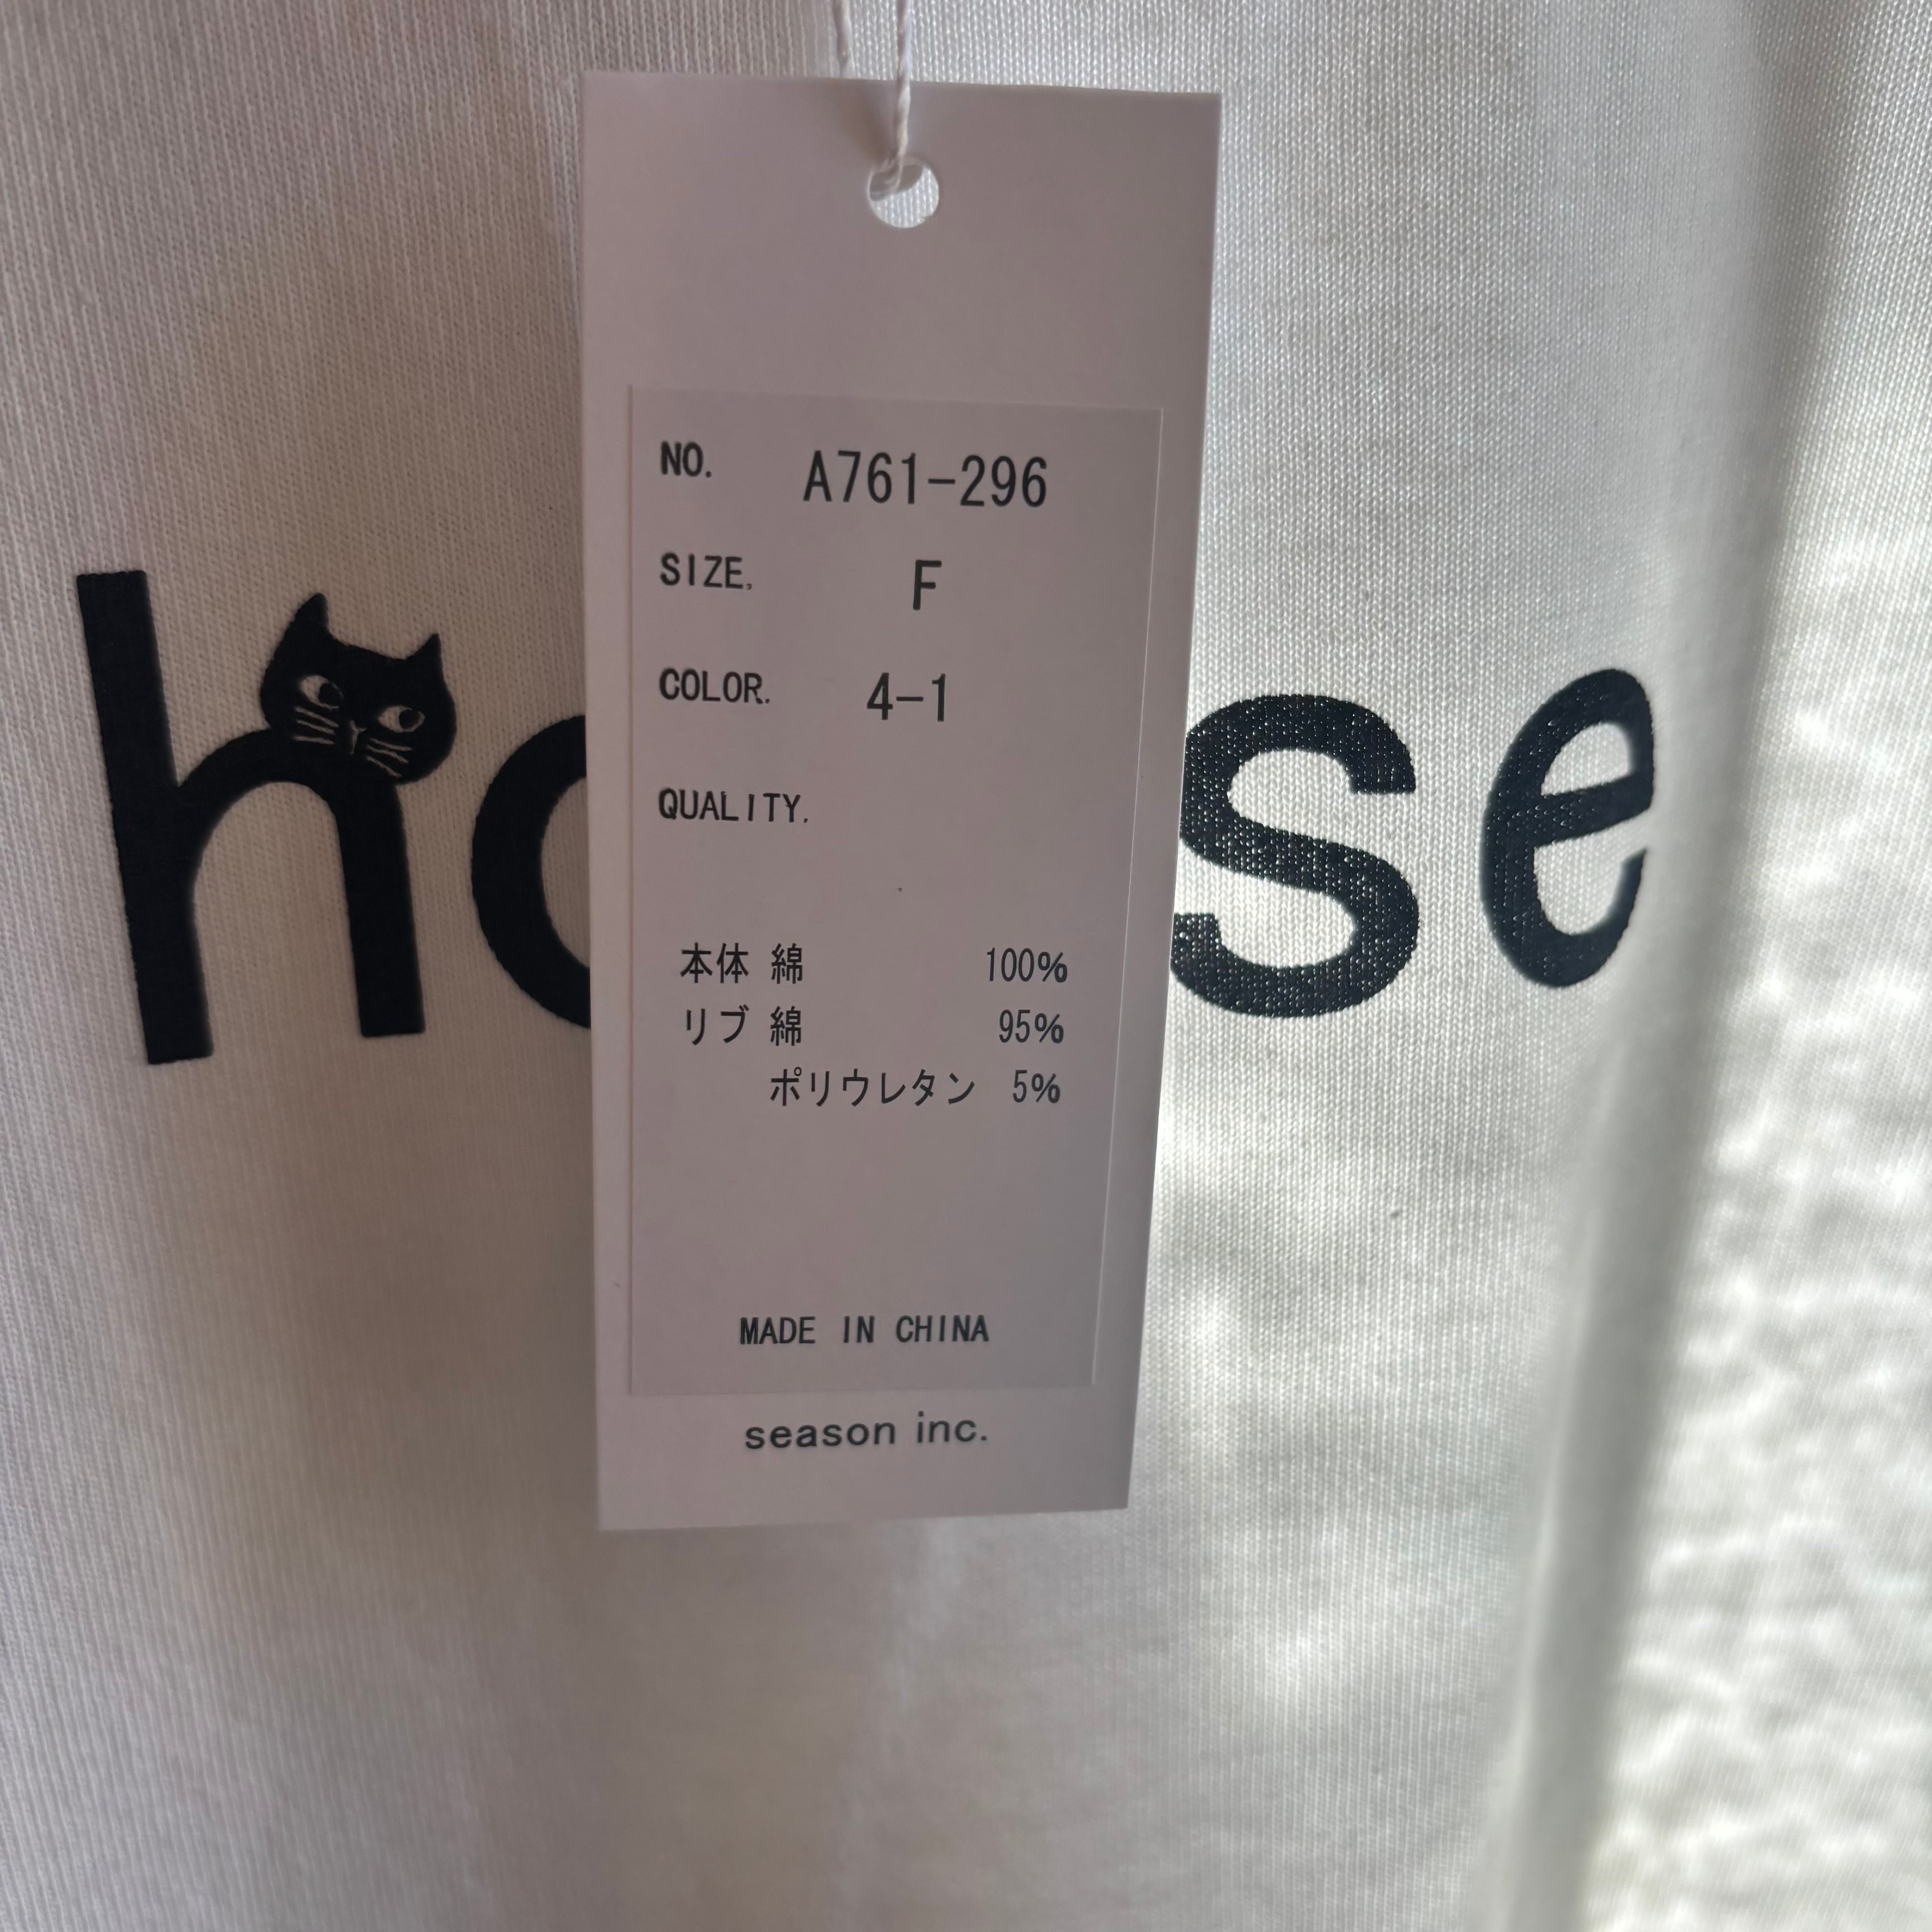 NO. A761-296
SIZE. F
COLOR. 4-1
QUALITY.
本体 綿 100%
リブ 綿 95%
ポリウレタン 5%
MADE IN CHINA
season inc.